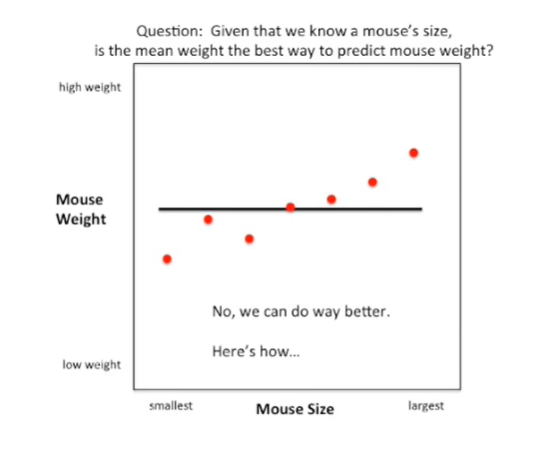 Question:  Given that we know a mouse's size,
is the mean weight the best way to predict mouse weight?
high weight
Mouse
Weight
No, we can do way better.
Here's how...
low weight
smallest
Mouse Size
largest